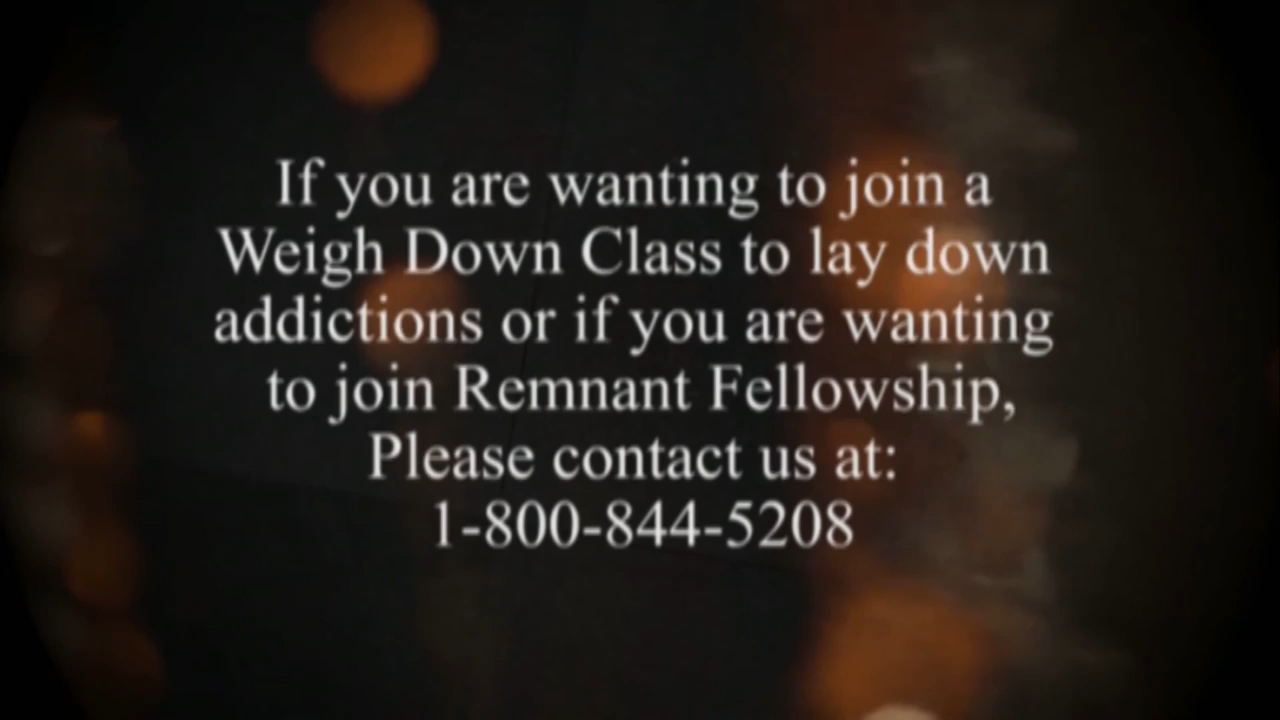 If you are wanting to join a
Weigh Down Class to lay down
addictions or if you are wanting
to join Remnant Fellowship,
Please contact us at:
1-800-844-5208